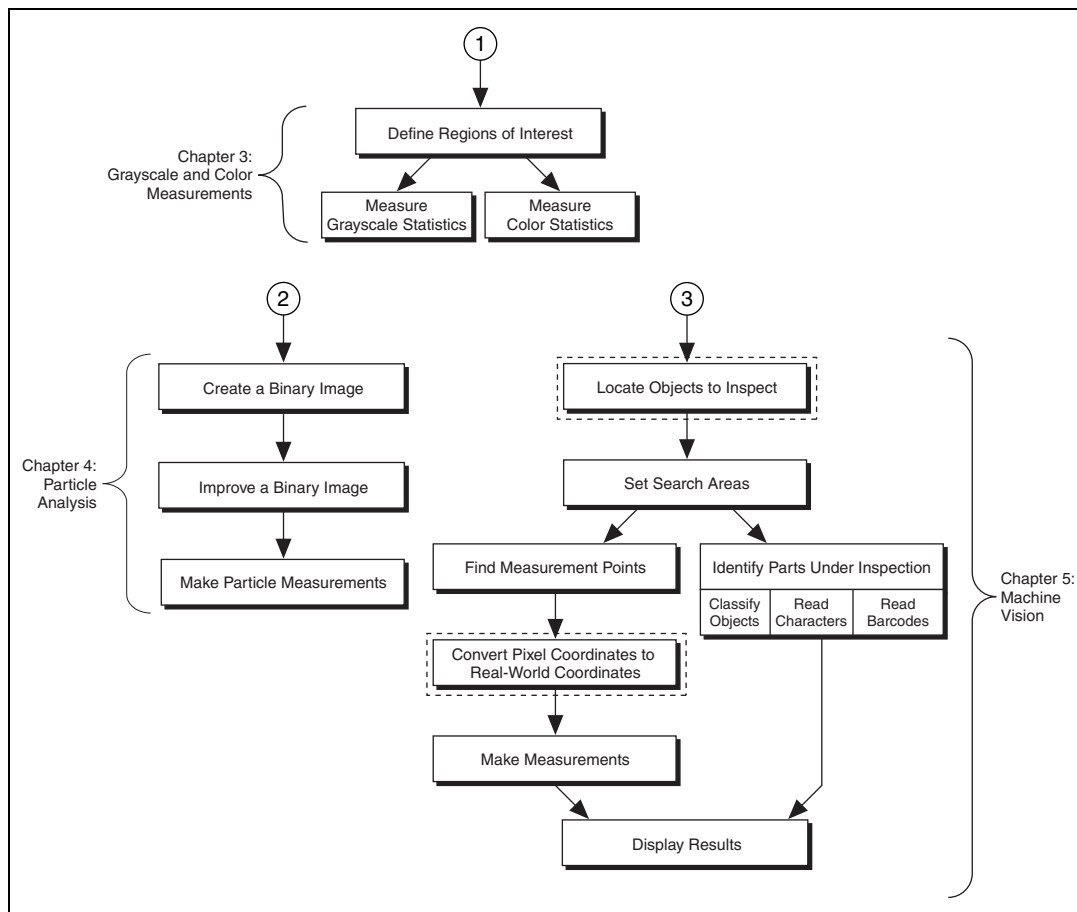 1
Define Regions of Interest
Chapter 3:
Grayscale and Color
Measurements
Measure
Grayscale Statistics
Measure
Color Statistics
2
Create a Binary Image
Chapter 4:
Particle
Analysis
Improve a Binary Image
Make Particle Measurements
3
Locate Objects to Inspect
Set Search Areas
Find Measurement Points
Identify Parts Under Inspection
Classify
Objects
Read
Characters
Read
Barcodes
Chapter 5:
Machine
Vision
Convert Pixel Coordinates to
Real-World Coordinates
Make Measurements
Display Results